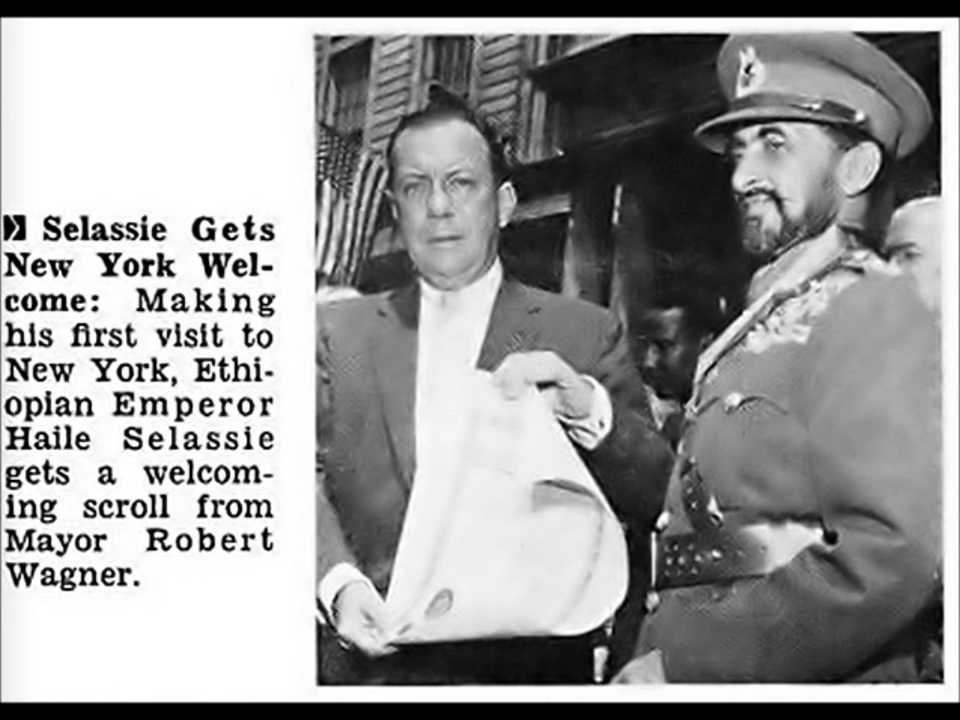 Selassie Gets
New York Wel-
come: Making
his first visit to
New York, Ethi-
opian Emperor
Haile Selassie
gets a welcom-
ing scroll from
Mayor Robert
Wagner.